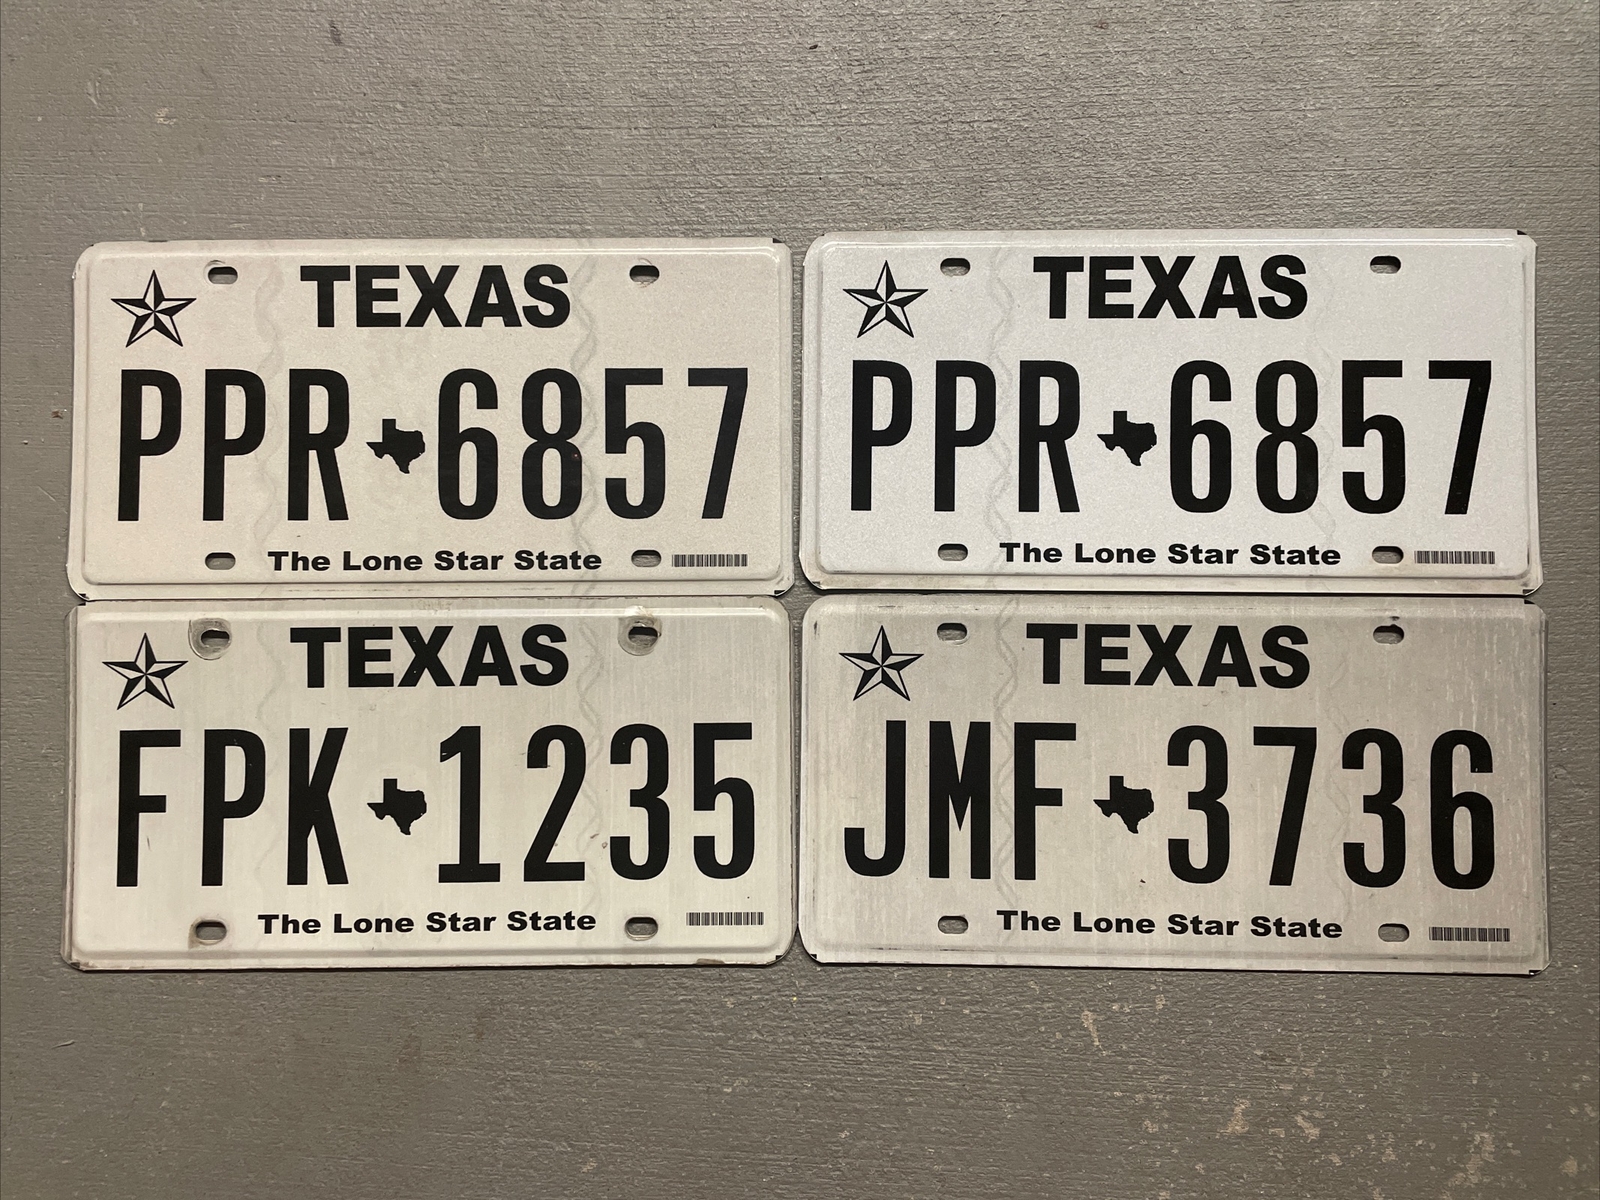 TEXAS
PPR 6857
The Lone Star State
TEXAS
PPR 6857
The Lone Star State
TEXAS
FPK 1235
The Lone Star State
TEXAS
JMF 3736
The Lone Star State